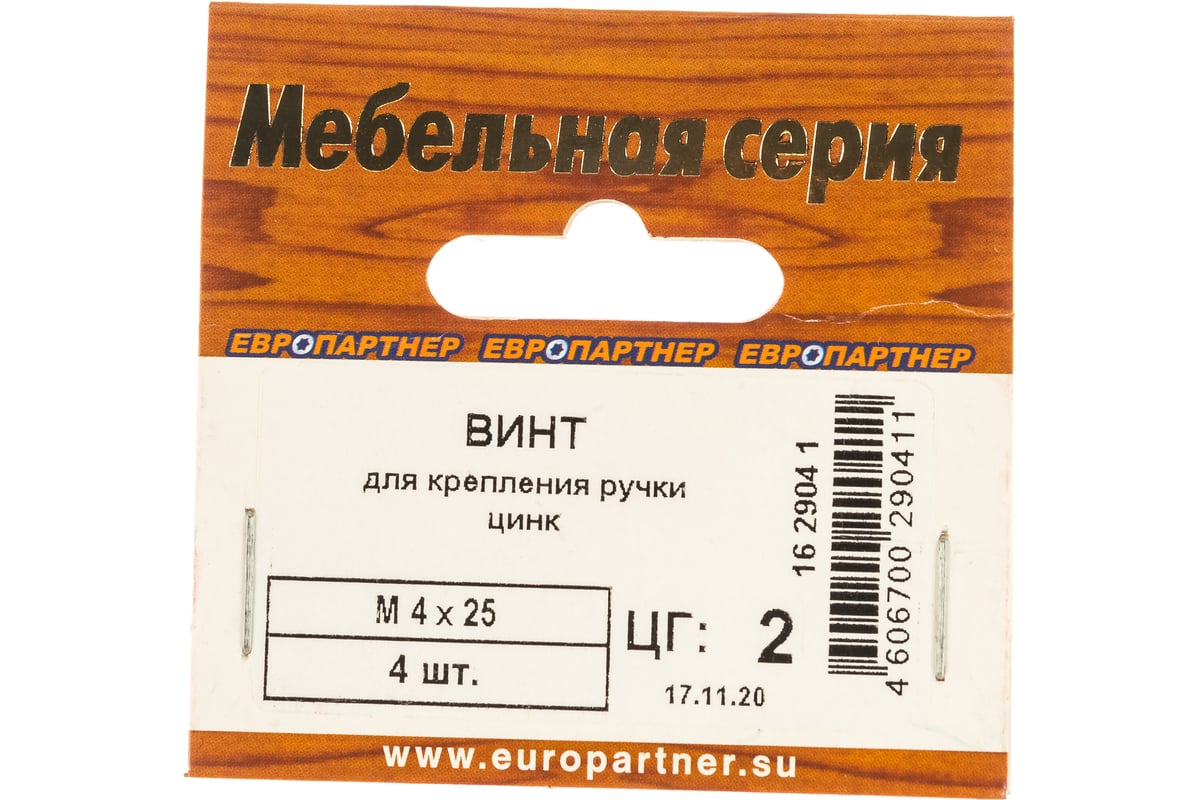 Мебельная серия
ЕВРОПАРТНЕР ЕВРОПАРТНЕР ЕВРОПАРТНЕР
ВИНТ
для крепления ручки
цинк
М 4 х 25
4 шт.
ЦГ: 2
17.11.20
16 2904 1
4 606700 290411
www.europartner.su